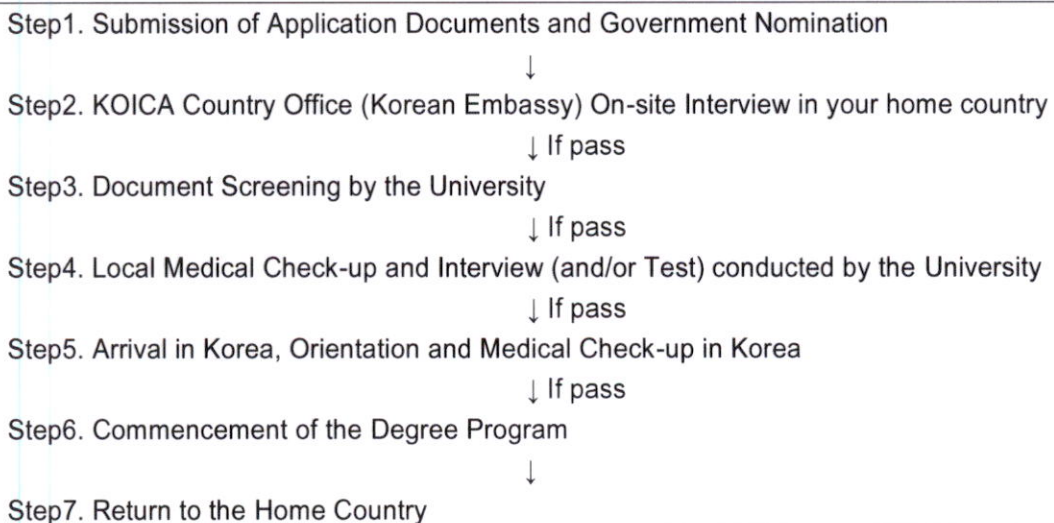 Step1. Submission of Application Documents and Government Nomination
↓
Step2. KOICA Country Office (Korean Embassy) On-site Interview in your home country
↓ If pass
Step3. Document Screening by the University
↓ If pass
Step4. Local Medical Check-up and Interview (and/or Test) conducted by the University
↓ If pass
Step5. Arrival in Korea, Orientation and Medical Check-up in Korea
↓ If pass
Step6. Commencement of the Degree Program
↓
Step7. Return to the Home Country